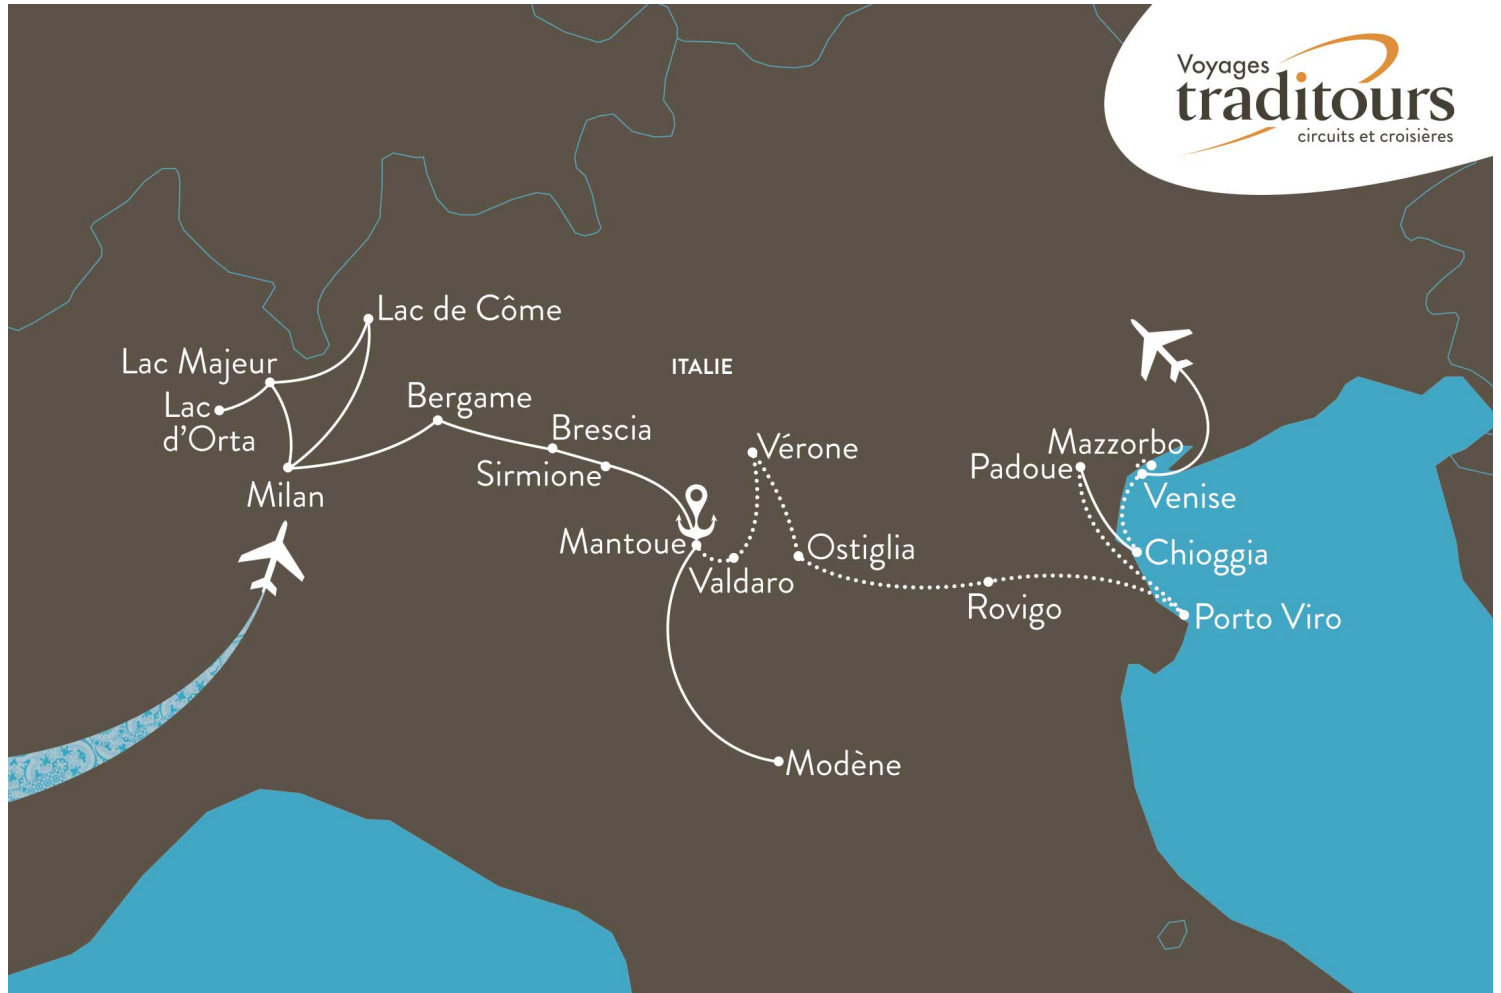 Voyages
traditours
circuits et croisières
Lac de Côme
Lac Majeur
ITALIE
Lac
d'Orta
Bergame
Brescia
Vérone
Mazzorbo
Padoue
Sirmione
Milan
Venise
Mantoue
Ostiglia
Chioggia
Valdaro
Rovigo
Porto Viro
Modène